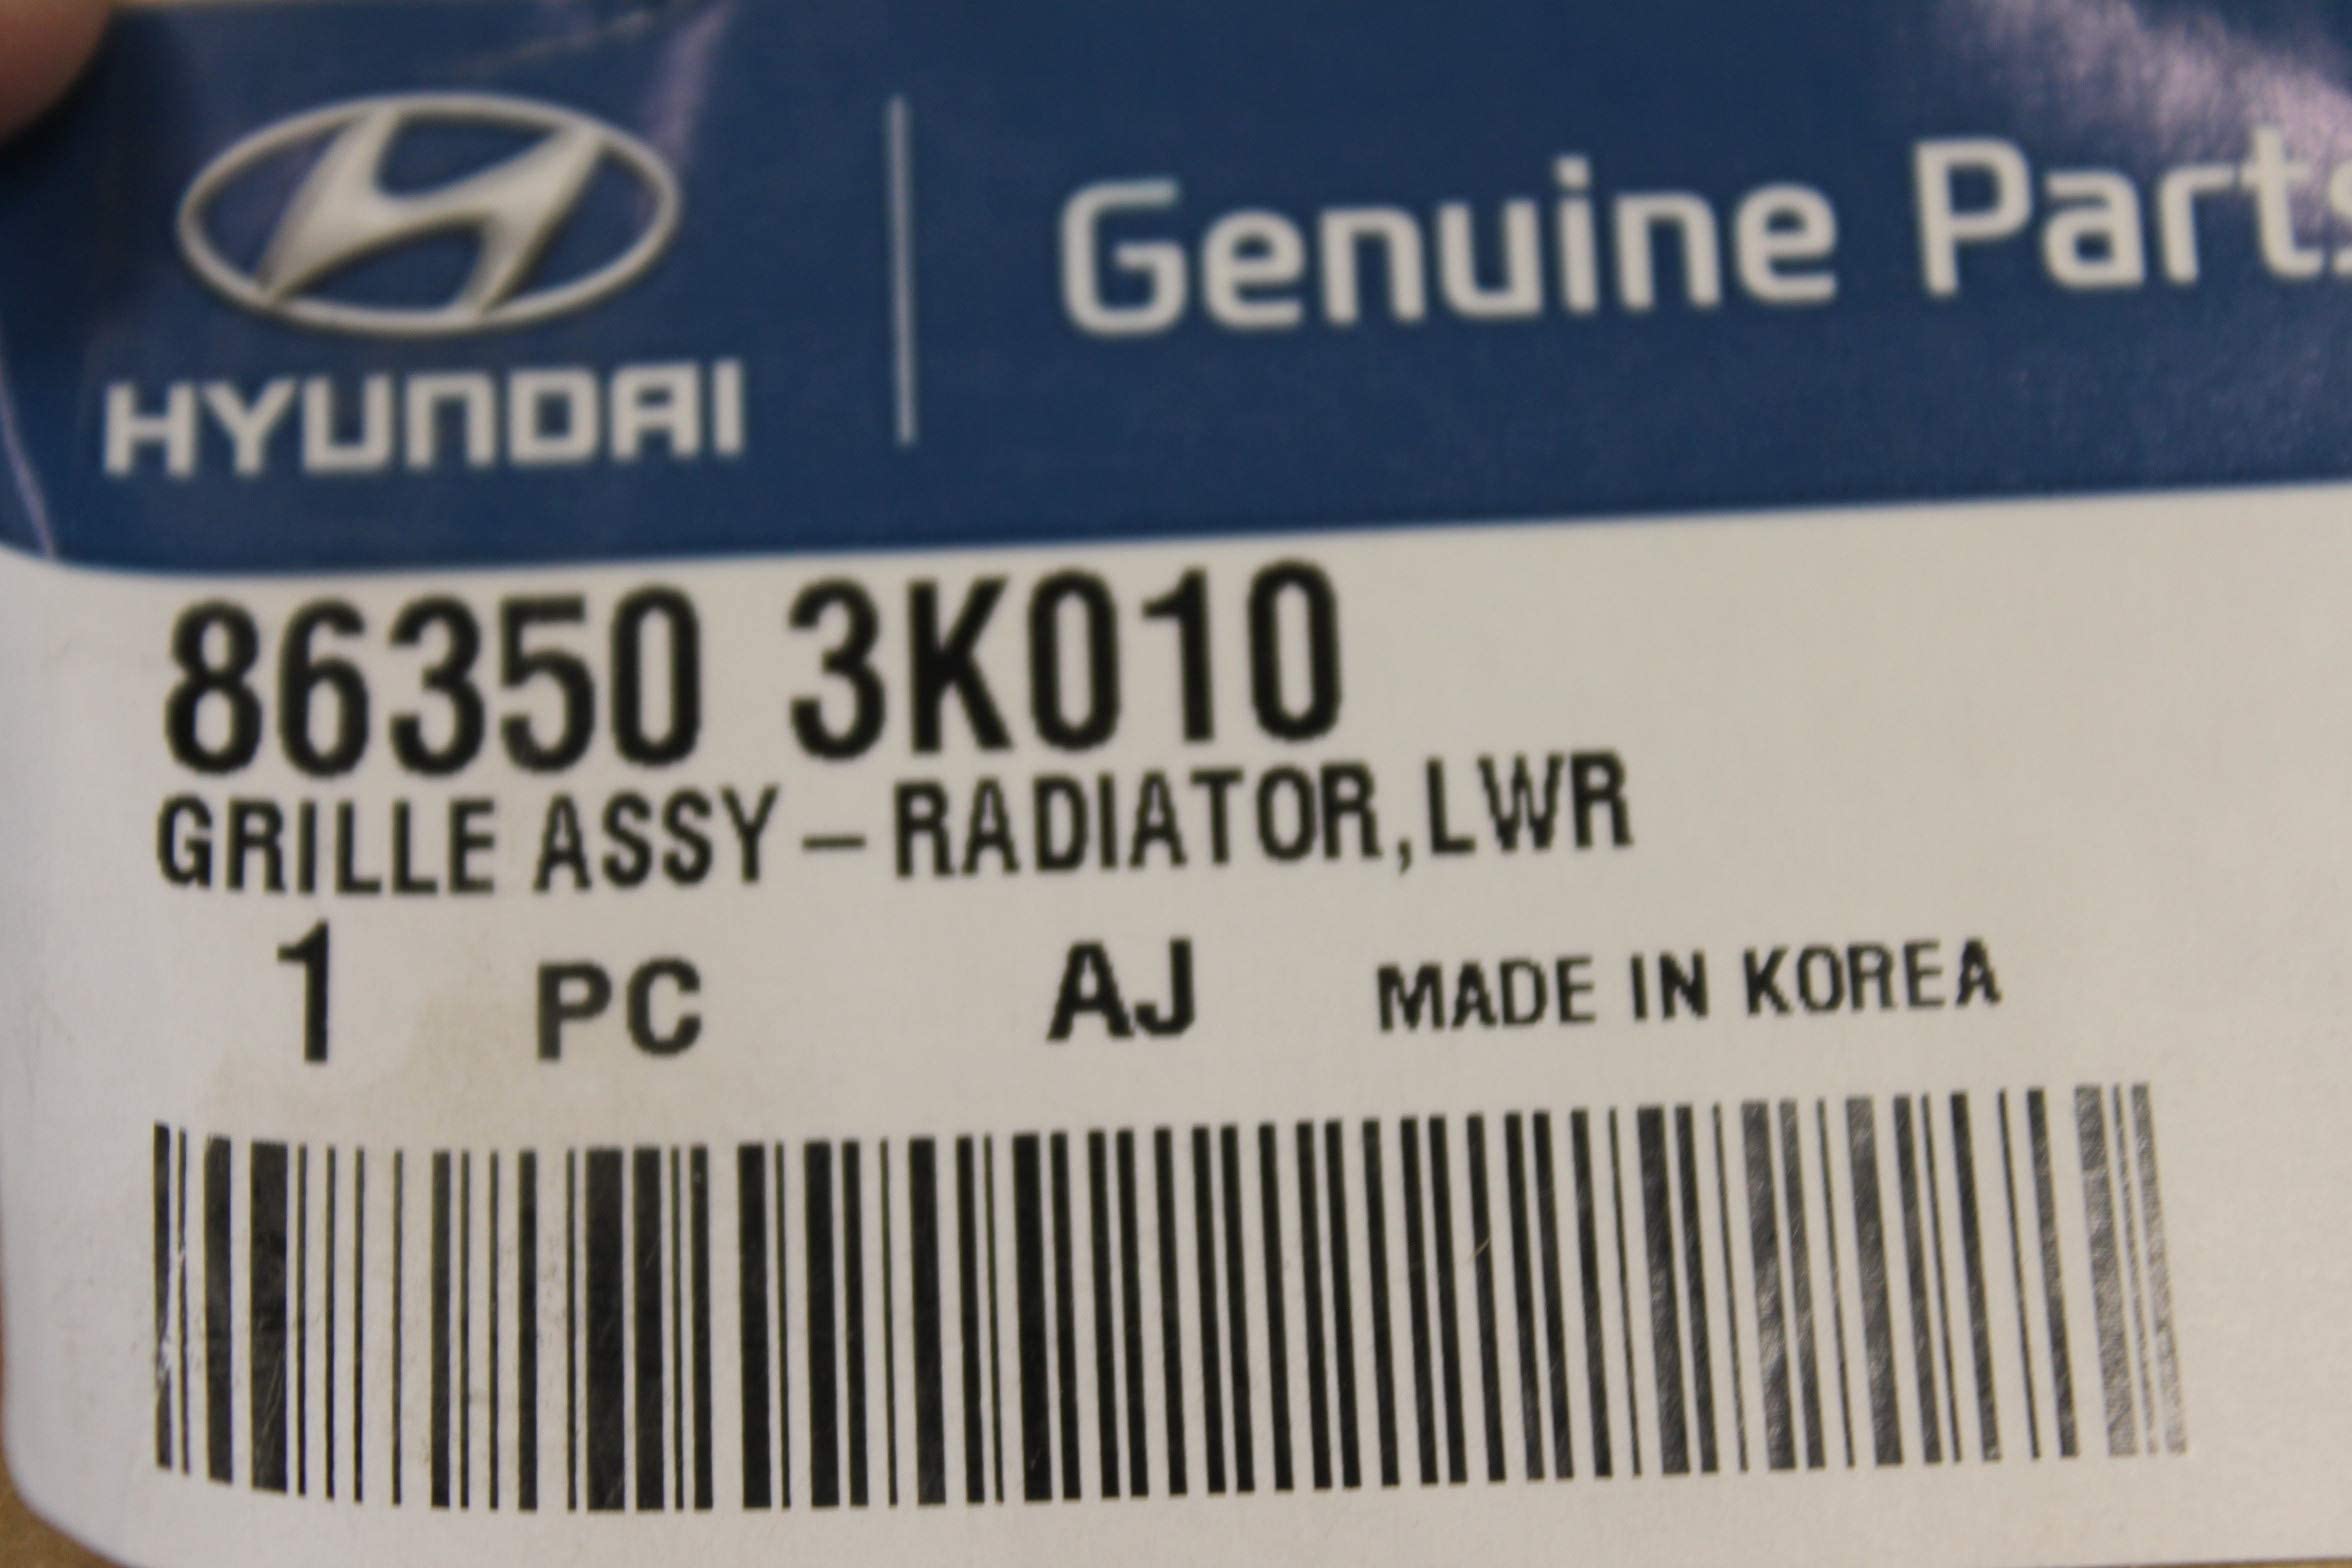 HYUNDAI
Genuine Parts
86350 3K010
GRILLE ASSY-RADIATOR,LWR
1 PC AJ MADE IN KOREA